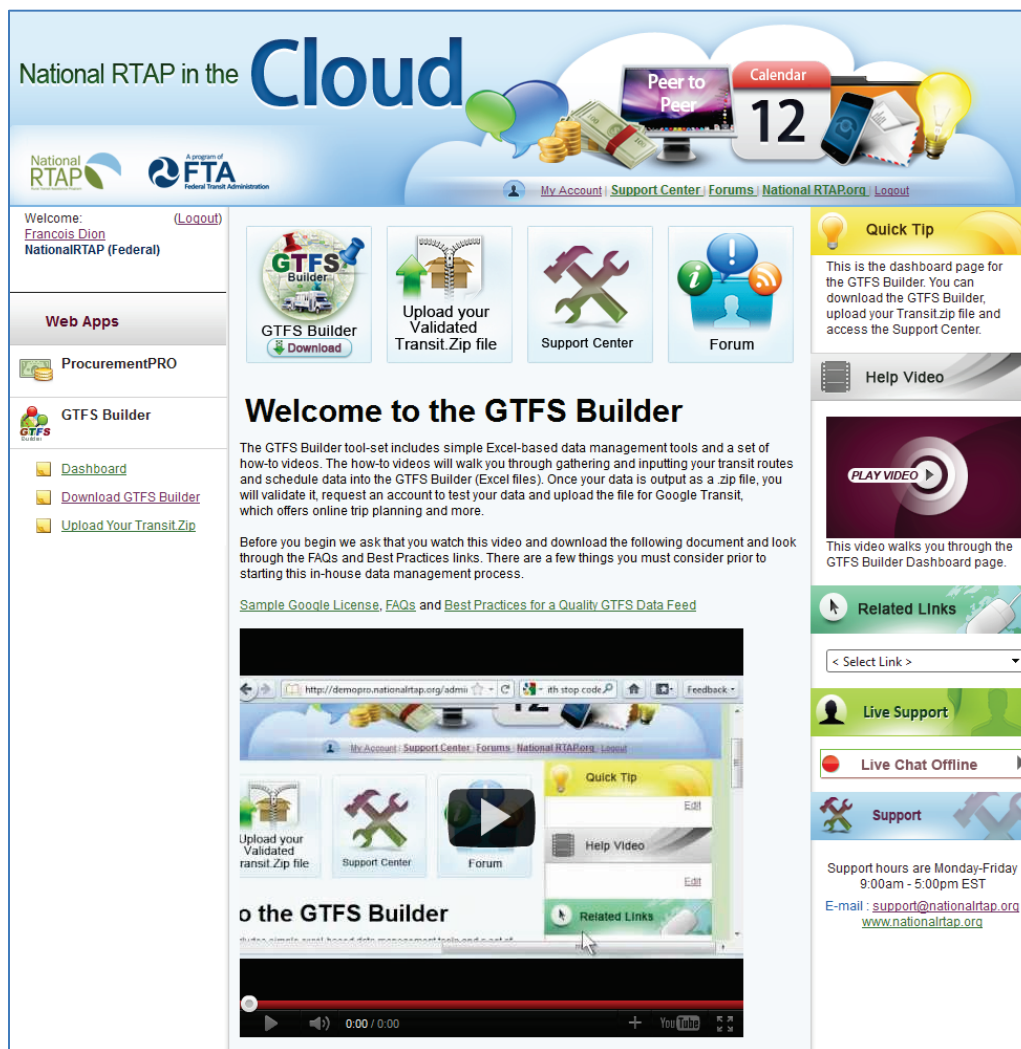 National RTAP in the Cloud
Peer to
Peer
Calendar
12
National
RTAP
A program of
FTA
Federal Transit Administration
My Account | Support Center | Forums | National RTAP.org | Logout
Welcome: (Logout)
Francois Dion
NationalRTAP (Federal)
Web Apps
ProcurementPRO
GTFS Builder
GTFS
Builder
Dashboard
Download GTFS Builder
Upload Your Transit.Zip
GTFS
Builder
GTFS Builder
Download
Upload your
Validated
Transit.Zip file
Support Center
Forum
Welcome to the GTFS Builder
The GTFS Builder tool-set includes simple Excel-based data management tools and a set of
how-to videos. The how-to videos will walk you through gathering and inputting your transit routes
and schedule data into the GTFS Builder (Excel files). Once your data is output as a .zip file, you
will validate it, request an account to test your data and upload the file for Google Transit,
which offers online trip planning and more.
Before you begin we ask that you watch this video and download the following document and look
through the FAQs and Best Practices links. There are a few things you must consider prior to
starting this in-house data management process.
Sample Google License, FAQs and Best Practices for a Quality GTFS Data Feed
http://demopro.nationalrtap.org/admi
ith stop code
Feedback
12
My Account | Support Center | Forums | National RTAP.org | Logout
Upload your
Validated
ransit.Zip file
Support Center
Forum
Quick Tip
Edit
Help Video
Edit
Related Links
o the GTFS Builder
0:00 / 0:00
YouTube
Quick Tip
This is the dashboard page for
the GTFS Builder. You can
download the GTFS Builder,
upload your Transit.zip file and
access the Support Center.
Help Video
PLAY VIDEO
This video walks you through the
GTFS Builder Dashboard page.
Related LInks
< Select Link >
Live Support
Live Chat Offline
Support
Support hours are Monday-Friday
9:00am - 5:00pm EST
E-mail : support@nationalrtap.org
www.nationalrtap.org